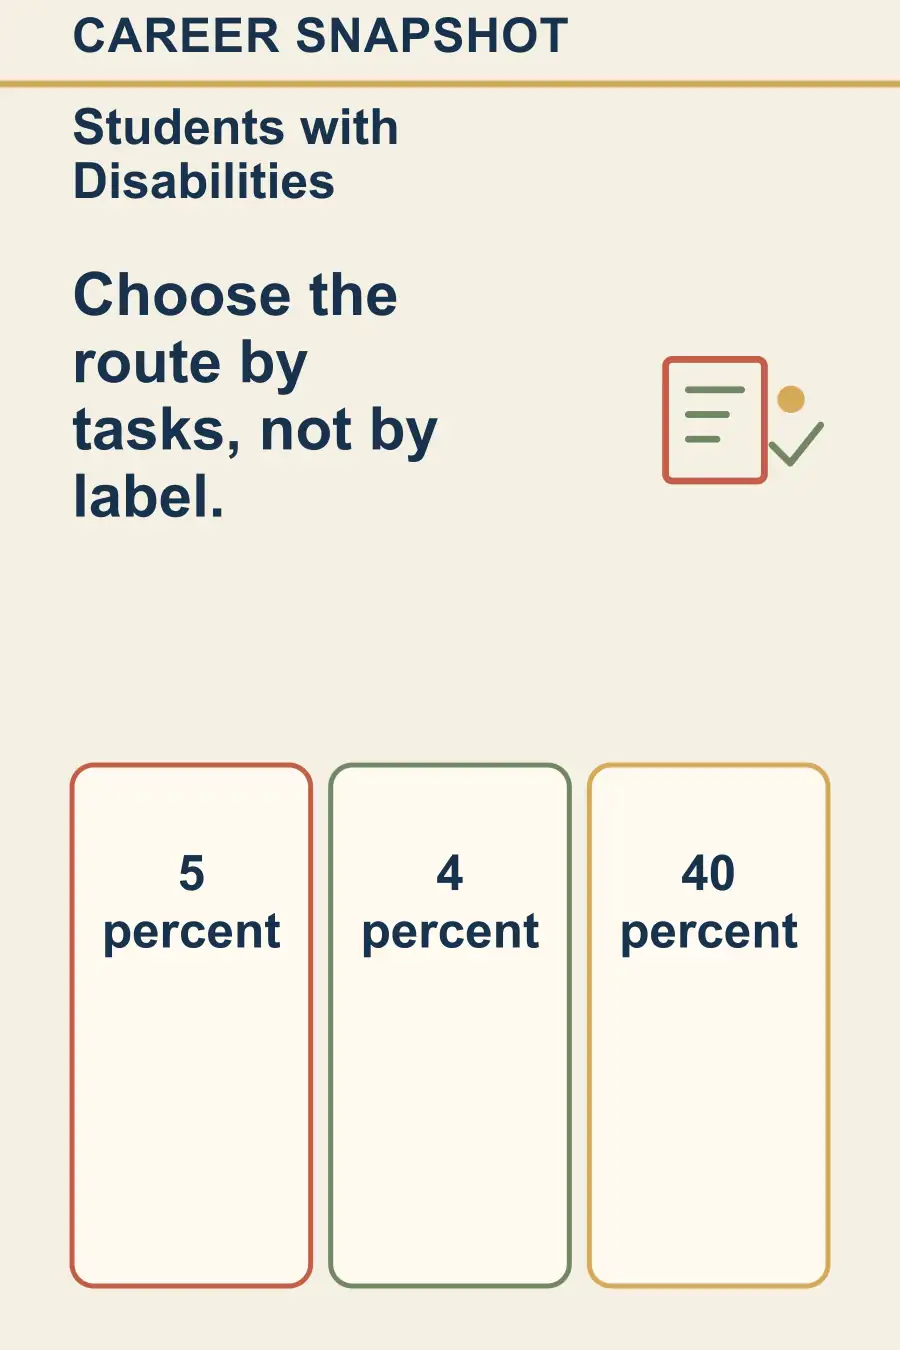 CAREER SNAPSHOT
Students with
Disabilities
Choose the
route by
tasks, not by
label.
5
percent
4
percent
40
percent